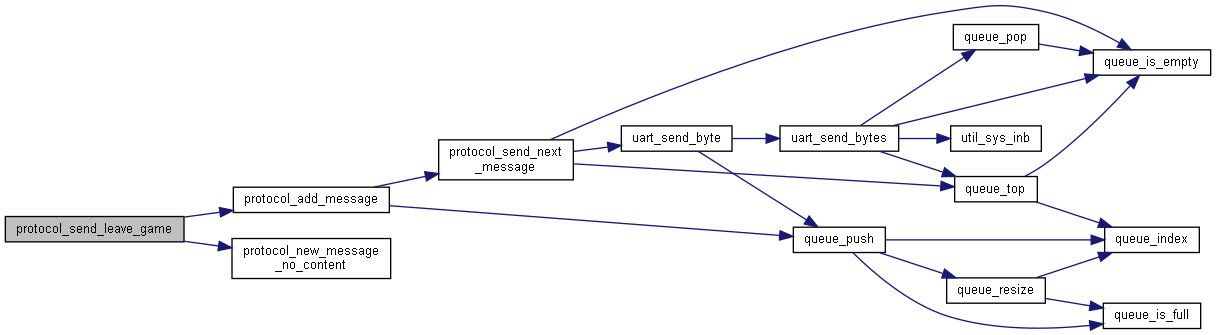 protocol_send_leave_game
protocol_add_message
protocol_new_message
_no_content
protocol_send_next
_message
uart_send_byte
uart_send_bytes
queue_pop
queue_is_empty
util_sys_inb
queue_top
queue_push
queue_index
queue_resize
queue_is_full